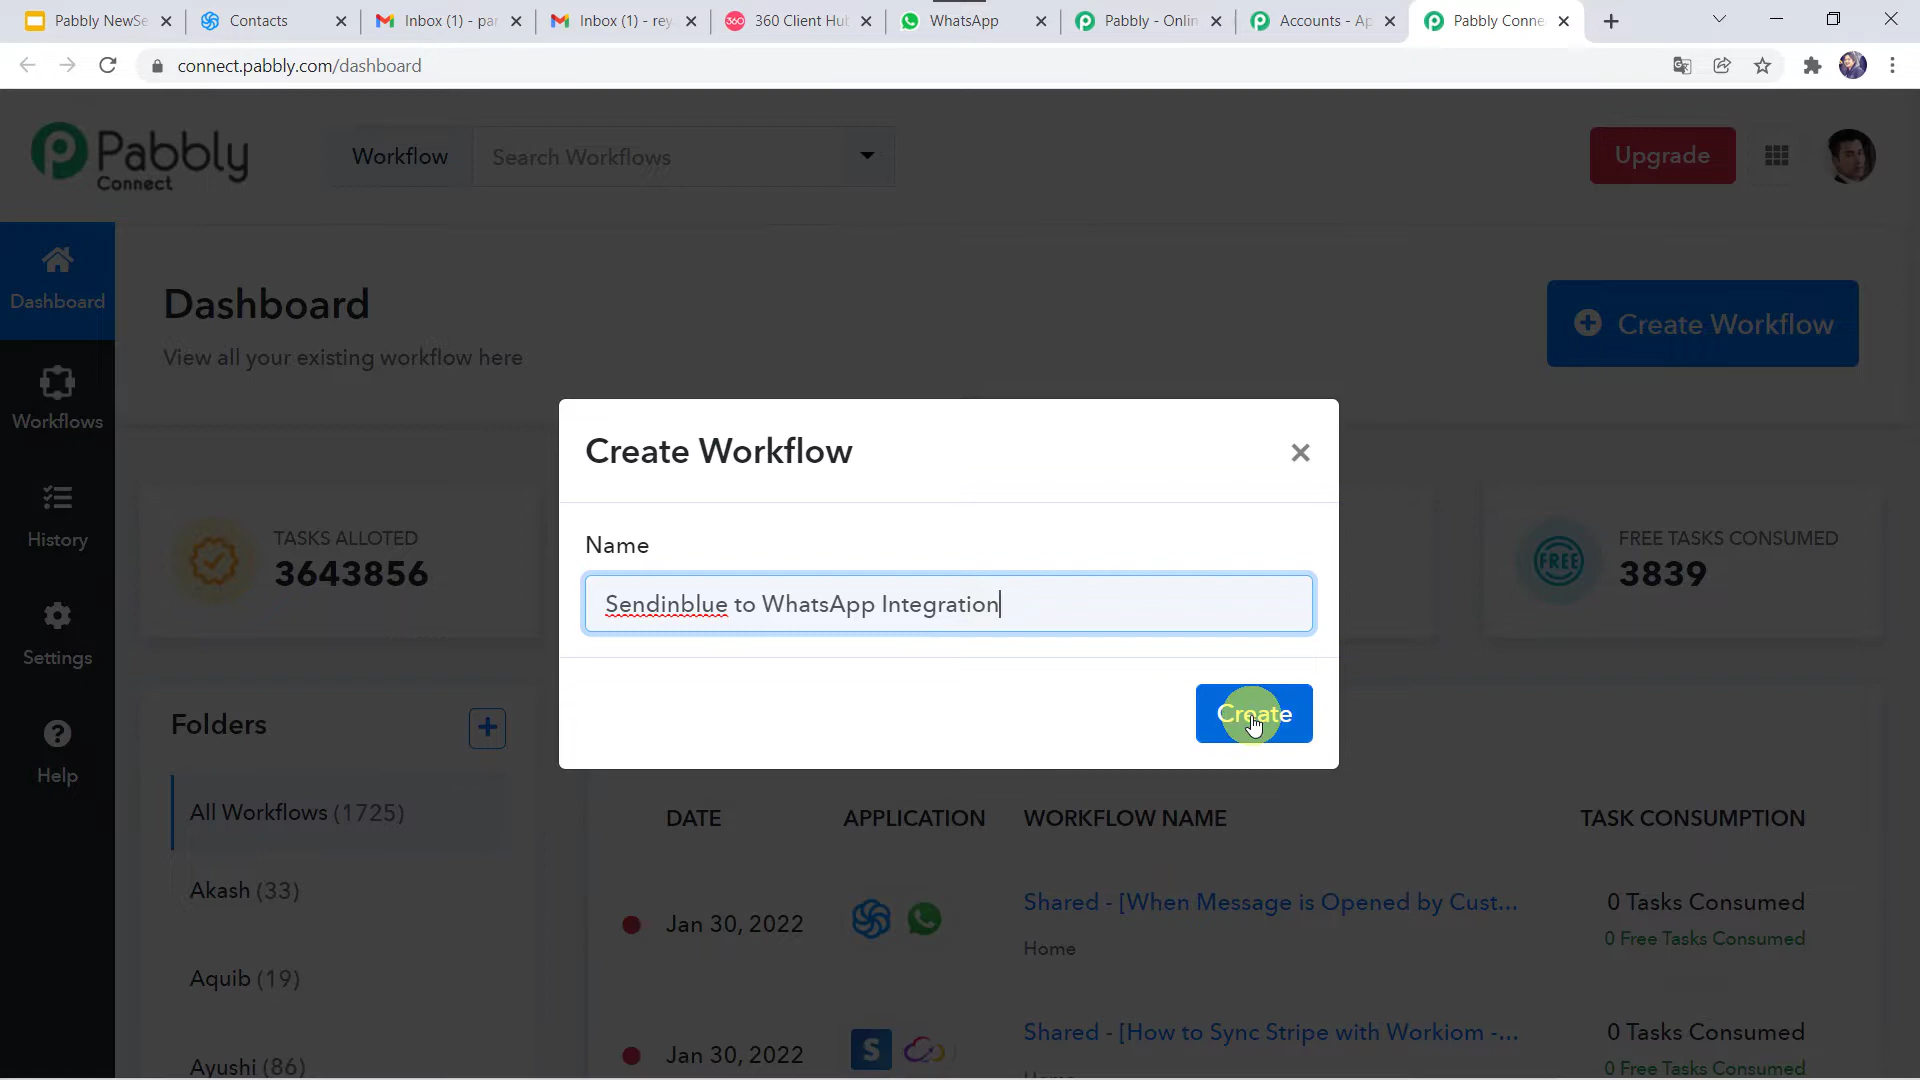 Pabbly NewSe
Contacts
Inbox (1) - par
Inbox (1) - rey
360 Client Hub
WhatsApp
Pabbly - Onlin
Accounts - Ap
Pabbly Conne
connect.pabbly.com/dashboard
Pabbly
Connect
Workflow
Search Workflows
Upgrade
Dashboard
Workflows
History
Settings
Help
Dashboard
View all your existing workflow here
Create Workflow
TASKS ALLOTED
3643856
FREE
FREE TASKS CONSUMED
3839
Create Workflow
Name
Sendinblue to WhatsApp Integration
Create
Folders
All Workflows (1725)
Akash (33)
Aquib (19)
Ayushi (86)
DATE
APPLICATION
WORKFLOW NAME
TASK CONSUMPTION
Jan 30, 2022
Shared - [When Message is Opened by Cust...
Home
0 Tasks Consumed
0 Free Tasks Consumed
Jan 30, 2022
Shared - [How to Sync Stripe with Workiom -...
0 Tasks Consumed
0 Free Tasks Consumed